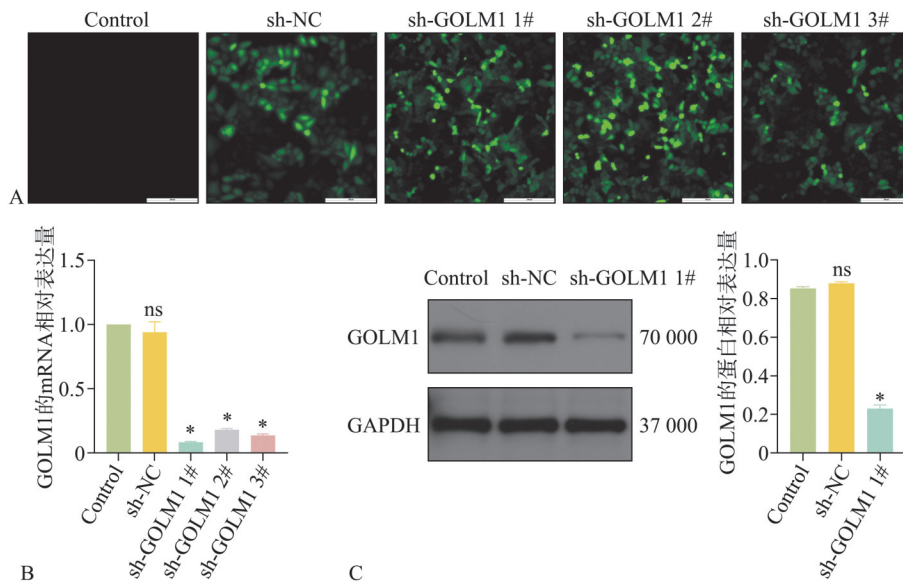 Control
sh-NC
sh-GOLM1 1#
sh-GOLM1 2#
sh-GOLM1 3#
A
GOLM1的mRNA相对表达量
1.5
1.0
0.5
0
ns
*
*
*
Control
sh-NC
sh-GOLM1 1#
sh-GOLM1 2#
sh-GOLM1 3#
B
Control sh-NC sh-GOLM1 1#
GOLM1 70 000
GAPDH 37 000
GOLM1的蛋白相对表达量
1.0
0.8
0.6
0.4
0.2
0
ns
*
Control
sh-NC
sh-GOLM1 1#
C